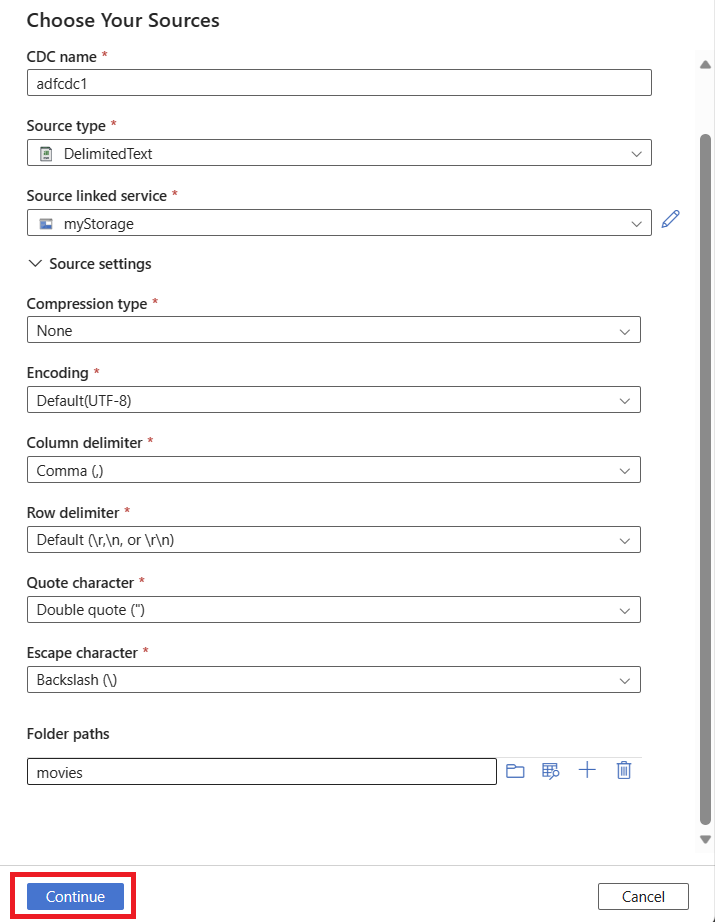 Choose Your Sources
CDC name *
adfcdc1
Source type *
DelimitedText
Source linked service *
myStorage
Source settings
Compression type *
None
Encoding *
Default(UTF-8)
Column delimiter *
Comma (,)
Row delimiter *
Default (\r,\n, or \r\n)
Quote character *
Double quote (")
Escape character *
Backslash (\)
Folder paths
movies
Continue Cancel